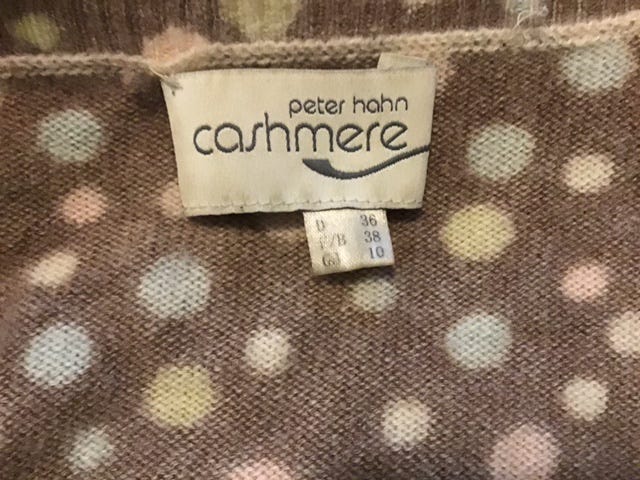 peter hahn
cashmere
D 36
F/B 38
GB 10